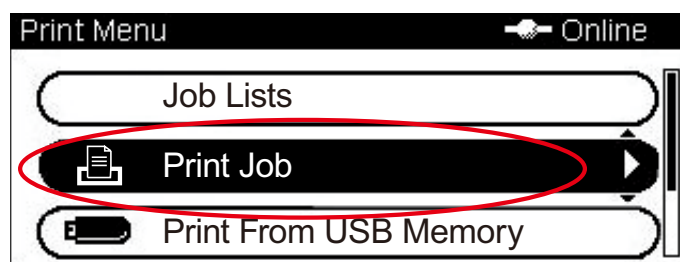 Print Menu
Online
Job Lists
Print Job
Print From USB Memory